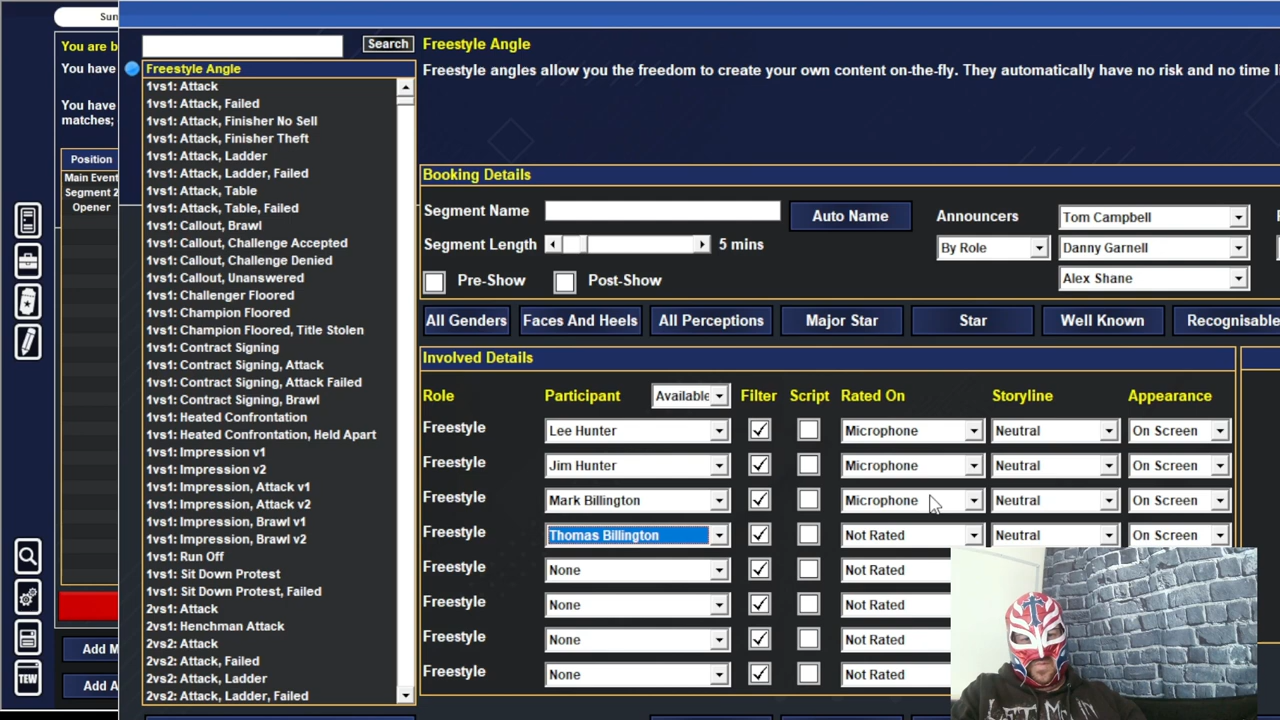 Sun
You are b
You have
You have
matches;
Position
Main Event
Segment 2
Opener
Add M
Add A
TEW
Search
Freestyle Angle
1vs1: Attack
1vs1: Attack, Failed
1vs1: Attack, Finisher No Sell
1vs1: Attack, Finisher Theft
1vs1: Attack, Ladder
1vs1: Attack, Ladder, Failed
1vs1: Attack, Table
1vs1: Attack, Table, Failed
1vs1: Callout, Brawl
1vs1: Callout, Challenge Accepted
1vs1: Callout, Challenge Denied
1vs1: Callout, Unanswered
1vs1: Challenger Floored
1vs1: Champion Floored
1vs1: Champion Floored, Title Stolen
1vs1: Contract Signing
1vs1: Contract Signing, Attack
1vs1: Contract Signing, Attack Failed
1vs1: Contract Signing, Brawl
1vs1: Heated Confrontation
1vs1: Heated Confrontation, Held Apart
1vs1: Impression v1
1vs1: Impression v2
1vs1: Impression, Attack v1
1vs1: Impression, Attack v2
1vs1: Impression, Brawl v1
1vs1: Impression, Brawl v2
1vs1: Run Off
1vs1: Sit Down Protest
1vs1: Sit Down Protest, Failed
2vs1: Attack
2vs1: Henchman Attack
2vs2: Attack
2vs2: Attack, Failed
2vs2: Attack, Ladder
2vs2: Attack, Ladder, Failed
Freestyle Angle
Freestyle angles allow you the freedom to create your own content on-the-fly. They automatically have no risk and no time li
Booking Details
Segment Name Auto Name Announcers Tom Campbell
Segment Length 5 mins By Role Danny Garnell
Pre-Show Post-Show Alex Shane
All Genders Faces And Heels All Perceptions Major Star Star Well Known Recognisable
Involved Details
Role Participant Available Filter Script Rated On Storyline Appearance
Freestyle Lee Hunter Microphone Neutral On Screen
Freestyle Jim Hunter Microphone Neutral On Screen
Freestyle Mark Billington Microphone Neutral On Screen
Freestyle Thomas Billington Not Rated Neutral On Screen
Freestyle None Not Rated
Freestyle None Not Rated
Freestyle None Not Rated
Freestyle None Not Rated